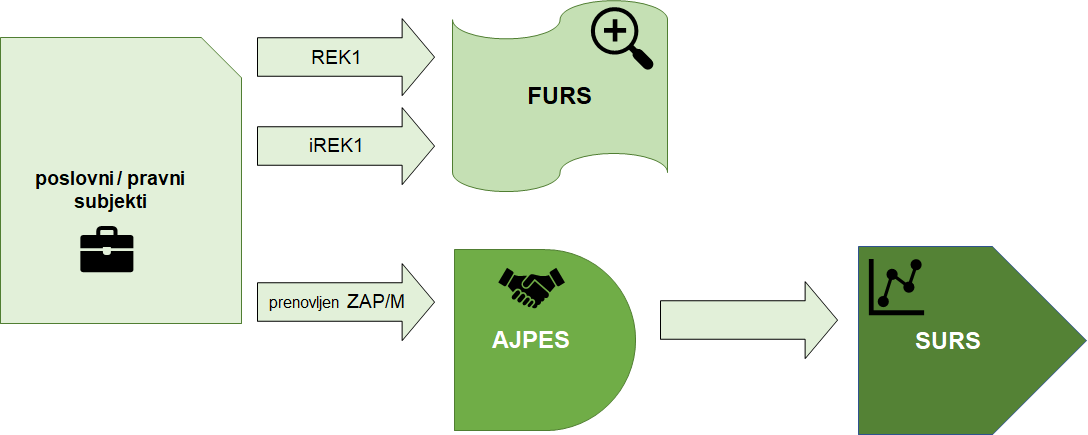 REK1
FURS
iREK1
poslovni / pravni
subjekti
prenovljen ZAP/M
AJPES
SURS